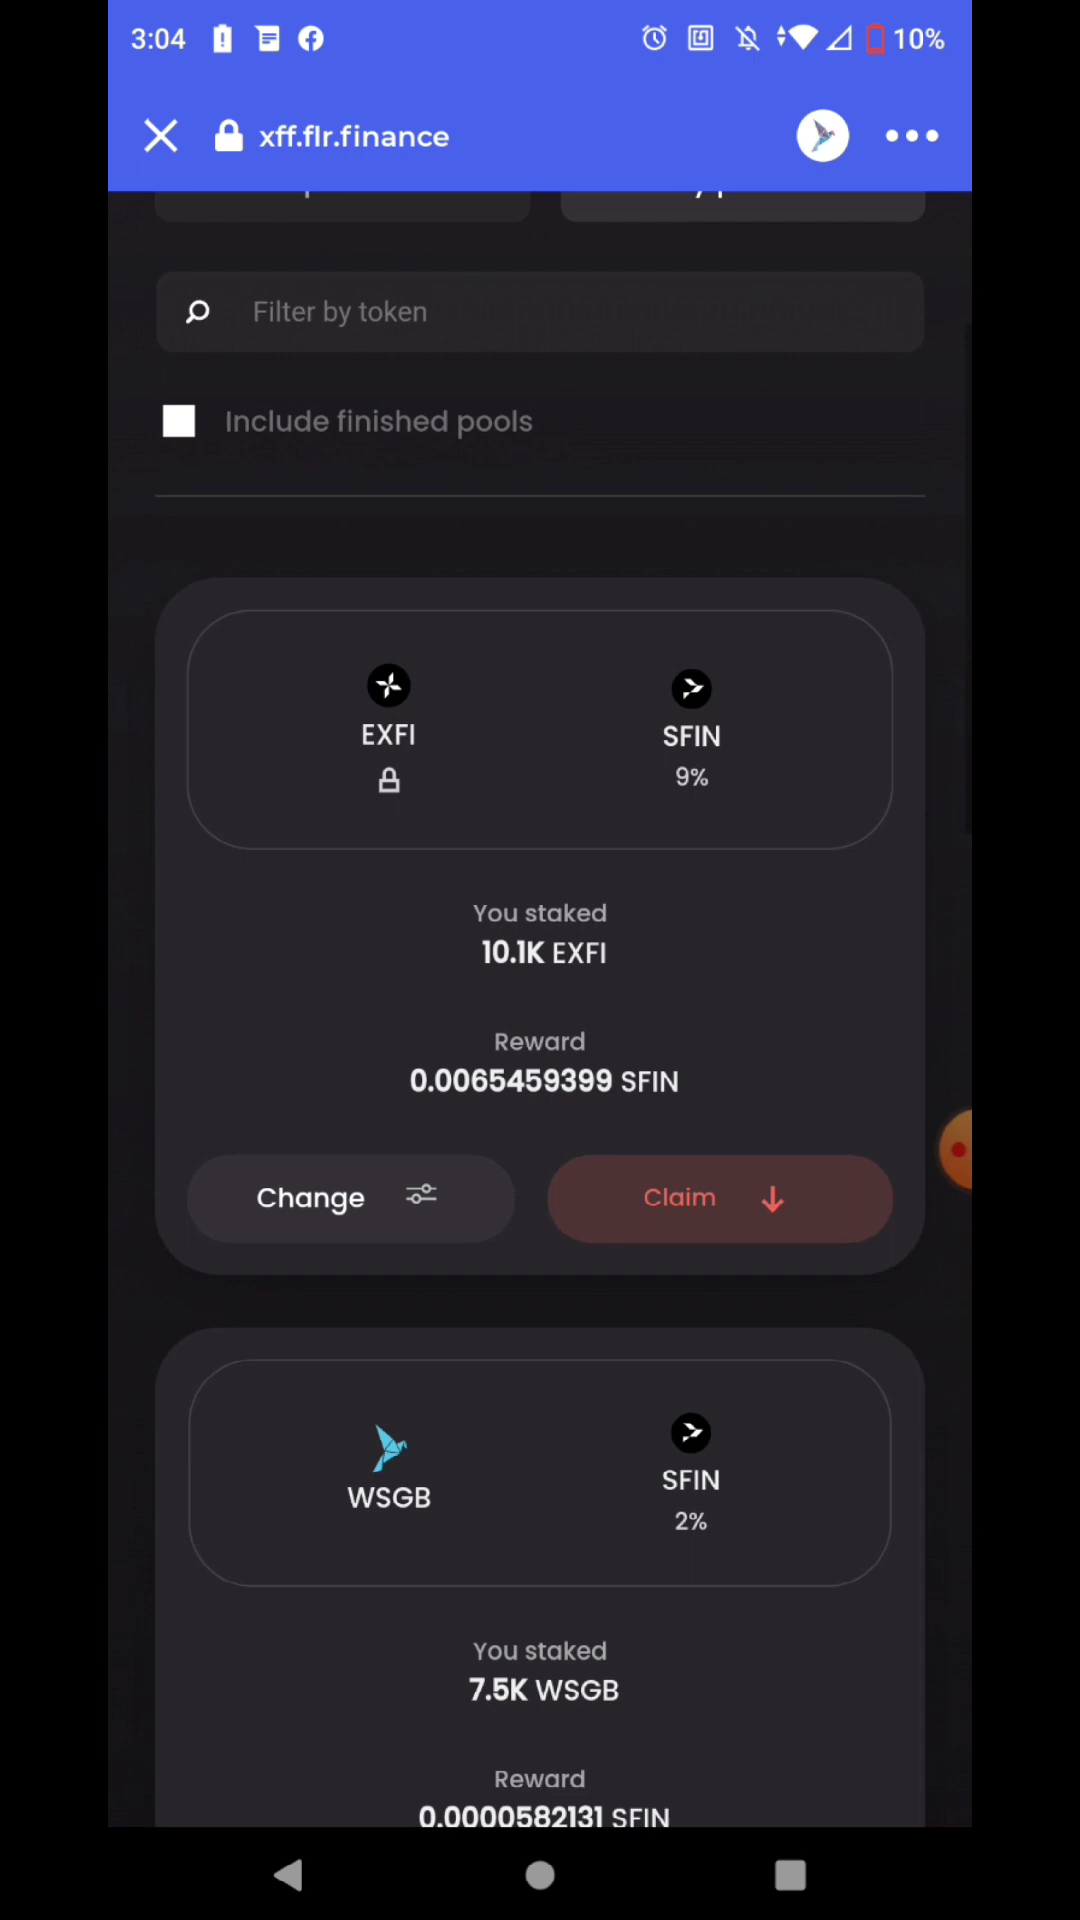 3:04
10%
xff.flr.finance
Filter by token
Include finished pools
EXFI
SFIN
9%
You staked
10.1K EXFI
Reward
0.0065459399 SFIN
Change
Claim
WSGB
SFIN
2%
You staked
7.5K WSGB
Reward
0.0000582131 SFIN